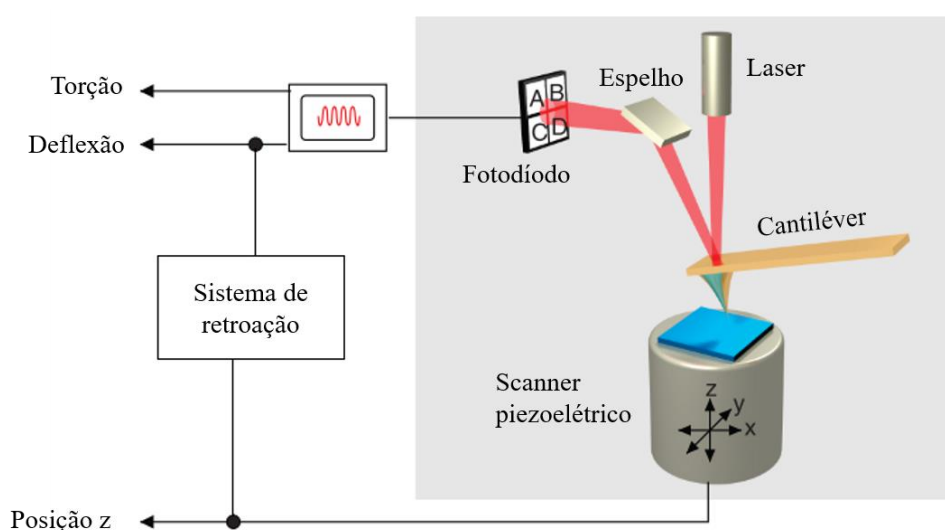 Torção
Deflexão
Sistema de
retroação
Posição z
A B
C D
Fotodíodo
Espelho
Laser
Cantiléver
Scanner
piezoelétrico
z
y
x